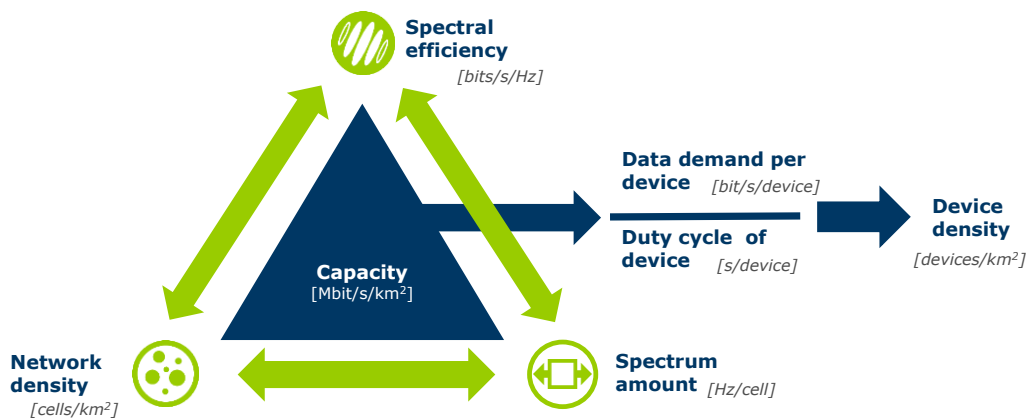 Spectral
efficiency
[bits/s/Hz]
Data demand per
device [bit/s/device]
Duty cycle of
device [s/device]
Device
density
[devices/km²]
Capacity
[Mbit/s/km²]
Network
density
[cells/km²]
Spectrum
amount [Hz/cell]